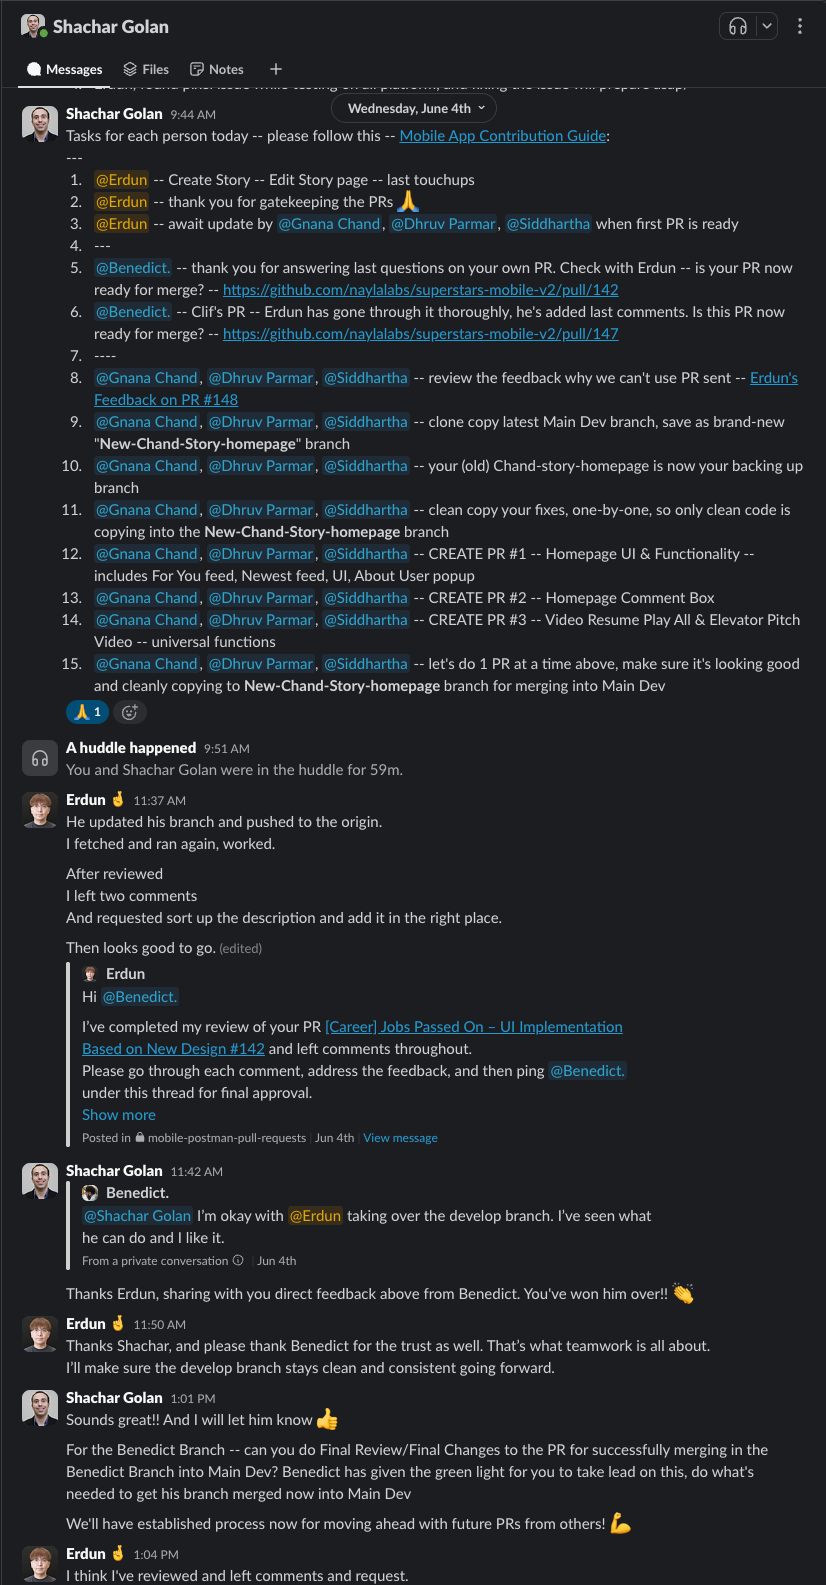 Shachar Golan
Messages
Files
Notes
Wednesday, June 4th
Shachar Golan 9:44 AM
Tasks for each person today -- please follow this -- Mobile App Contribution Guide:
---
1. @Erdun -- Create Story -- Edit Story page -- last touchups
2. @Erdun -- thank you for gatekeeping the PRs 🙏
3. @Erdun -- await update by @Gnana Chand, @Dhruv Parmar, @Siddhartha when first PR is ready
4. ---
5. @Benedict. -- thank you for answering last questions on your own PR. Check with Erdun -- is your PR now
ready for merge? -- https://github.com/naylalabs/superstars-mobile-v2/pull/142
6. @Benedict. -- Clif's PR -- Erdun has gone through it thoroughly, he's added last comments. Is this PR now
ready for merge? -- https://github.com/naylalabs/superstars-mobile-v2/pull/147
7. ----
8. @Gnana Chand, @Dhruv Parmar, @Siddhartha -- review the feedback why we can't use PR sent -- Erdun's
Feedback on PR #148
9. @Gnana Chand, @Dhruv Parmar, @Siddhartha -- clone copy latest Main Dev branch, save as brand-new
"New-Chand-Story-homepage" branch
10. @Gnana Chand, @Dhruv Parmar, @Siddhartha -- your (old) Chand-story-homepage is now your backing up
branch
11. @Gnana Chand, @Dhruv Parmar, @Siddhartha -- clean copy your fixes, one-by-one, so only clean code is
copying into the New-Chand-Story-homepage branch
12. @Gnana Chand, @Dhruv Parmar, @Siddhartha -- CREATE PR #1 -- Homepage UI & Functionality --
includes For You feed, Newest feed, UI, About User popup
13. @Gnana Chand, @Dhruv Parmar, @Siddhartha -- CREATE PR #2 -- Homepage Comment Box
14. @Gnana Chand, @Dhruv Parmar, @Siddhartha -- CREATE PR #3 -- Video Resume Play All & Elevator Pitch
Video -- universal functions
15. @Gnana Chand, @Dhruv Parmar, @Siddhartha -- let's do 1 PR at a time above, make sure it's looking good
and cleanly copying to New-Chand-Story-homepage branch for merging into Main Dev
🙏 1
A huddle happened 9:51 AM
You and Shachar Golan were in the huddle for 59m.
Erdun 🤞 11:37 AM
He updated his branch and pushed to the origin.
I fetched and ran again, worked.
After reviewed
I left two comments
And requested sort up the description and add it in the right place.
Then looks good to go. (edited)
Erdun
Hi @Benedict.
I've completed my review of your PR [Career] Jobs Passed On – UI Implementation
Based on New Design #142 and left comments throughout.
Please go through each comment, address the feedback, and then ping @Benedict.
under this thread for final approval.
Show more
Posted in mobile-postman-pull-requests | Jun 4th | View message
Shachar Golan 11:42 AM
Benedict.
@Shachar Golan I'm okay with @Erdun taking over the develop branch. I've seen what
he can do and I like it.
From a private conversation | Jun 4th
Thanks Erdun, sharing with you direct feedback above from Benedict. You've won him over!! 👏
Erdun 🤞 11:50 AM
Thanks Shachar, and please thank Benedict for the trust as well. That's what teamwork is all about.
I'll make sure the develop branch stays clean and consistent going forward.
Shachar Golan 1:01 PM
Sounds great!! And I will let him know 👍
For the Benedict Branch -- can you do Final Review/Final Changes to the PR for successfully merging in the
Benedict Branch into Main Dev? Benedict has given the green light for you to take lead on this, do what's
needed to get his branch merged now into Main Dev
We'll have established process now for moving ahead with future PRs from others! 💪
Erdun 🤞 1:04 PM
I think I've reviewed and left comments and request.